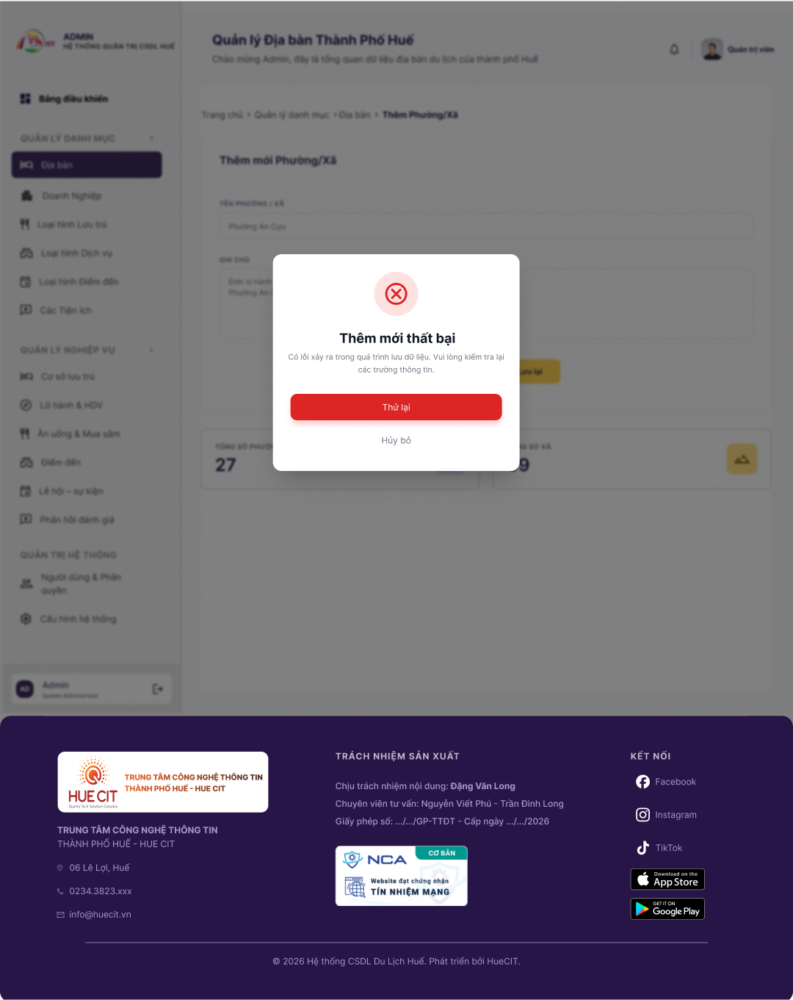 ADMIN
HỆ THỐNG QUẢN TRỊ CSDL HUẾ
Quản lý Địa bàn Thành Phố Huế
Chào mừng Admin, đây là tổng quan dữ liệu địa bàn du lịch của thành phố Huế
Quản trị viên
Bảng điều khiển
Trang chủ › Quản lý danh mục › Địa bàn › Thêm Phường/Xã
QUẢN LÝ DANH MỤC
Địa bàn
Doanh Nghiệp
Loại hình Lưu trú
Loại hình Dịch vụ
Loại hình Điểm đến
Các Tiện ích
QUẢN LÝ NGHIỆP VỤ
Cơ sở lưu trú
Lữ hành & HDV
Ăn uống & Mua sắm
Điểm đến
Lễ hội – sự kiện
Phản hồi đánh giá
QUẢN TRỊ HỆ THỐNG
Người dùng & Phân
quyền
Cấu hình hệ thống
AD
Admin
System Administrator
Thêm mới Phường/Xã
TÊN PHƯỜNG / XÃ
Phường An Cựu
GHI CHÚ
Đơn vị hành
Phường An
Lưu lại
Thêm mới thất bại
Có lỗi xảy ra trong quá trình lưu dữ liệu. Vui lòng kiểm tra lại
các trường thông tin.
Thử lại
Hủy bỏ
TỔNG SỐ PHƯỜN
27
SỐ XÃ
9
HUE CIT
Quality Tech Solution Complex
TRUNG TÂM CÔNG NGHỆ THÔNG TIN
THÀNH PHỐ HUẾ - HUE CIT
TRUNG TÂM CÔNG NGHỆ THÔNG TIN
THÀNH PHỐ HUẾ - HUE CIT
06 Lê Lợi, Huế
0234.3823.xxx
info@huecit.vn
TRÁCH NHIỆM SẢN XUẤT
Chịu trách nhiệm nội dung: Đặng Văn Long
Chuyên viên tư vấn: Nguyễn Viết Phú - Trần Đình Long
Giấy phép số: .../.../GP-TTĐT - Cấp ngày .../.../2026
NCA
CƠ BẢN
Website đạt chứng nhận
TÍN NHIỆM MẠNG
KẾT NỐI
Facebook
Instagram
TikTok
Download on the
App Store
GET IT ON
Google Play
© 2026 Hệ thống CSDL Du Lịch Huế. Phát triển bởi HueCIT.